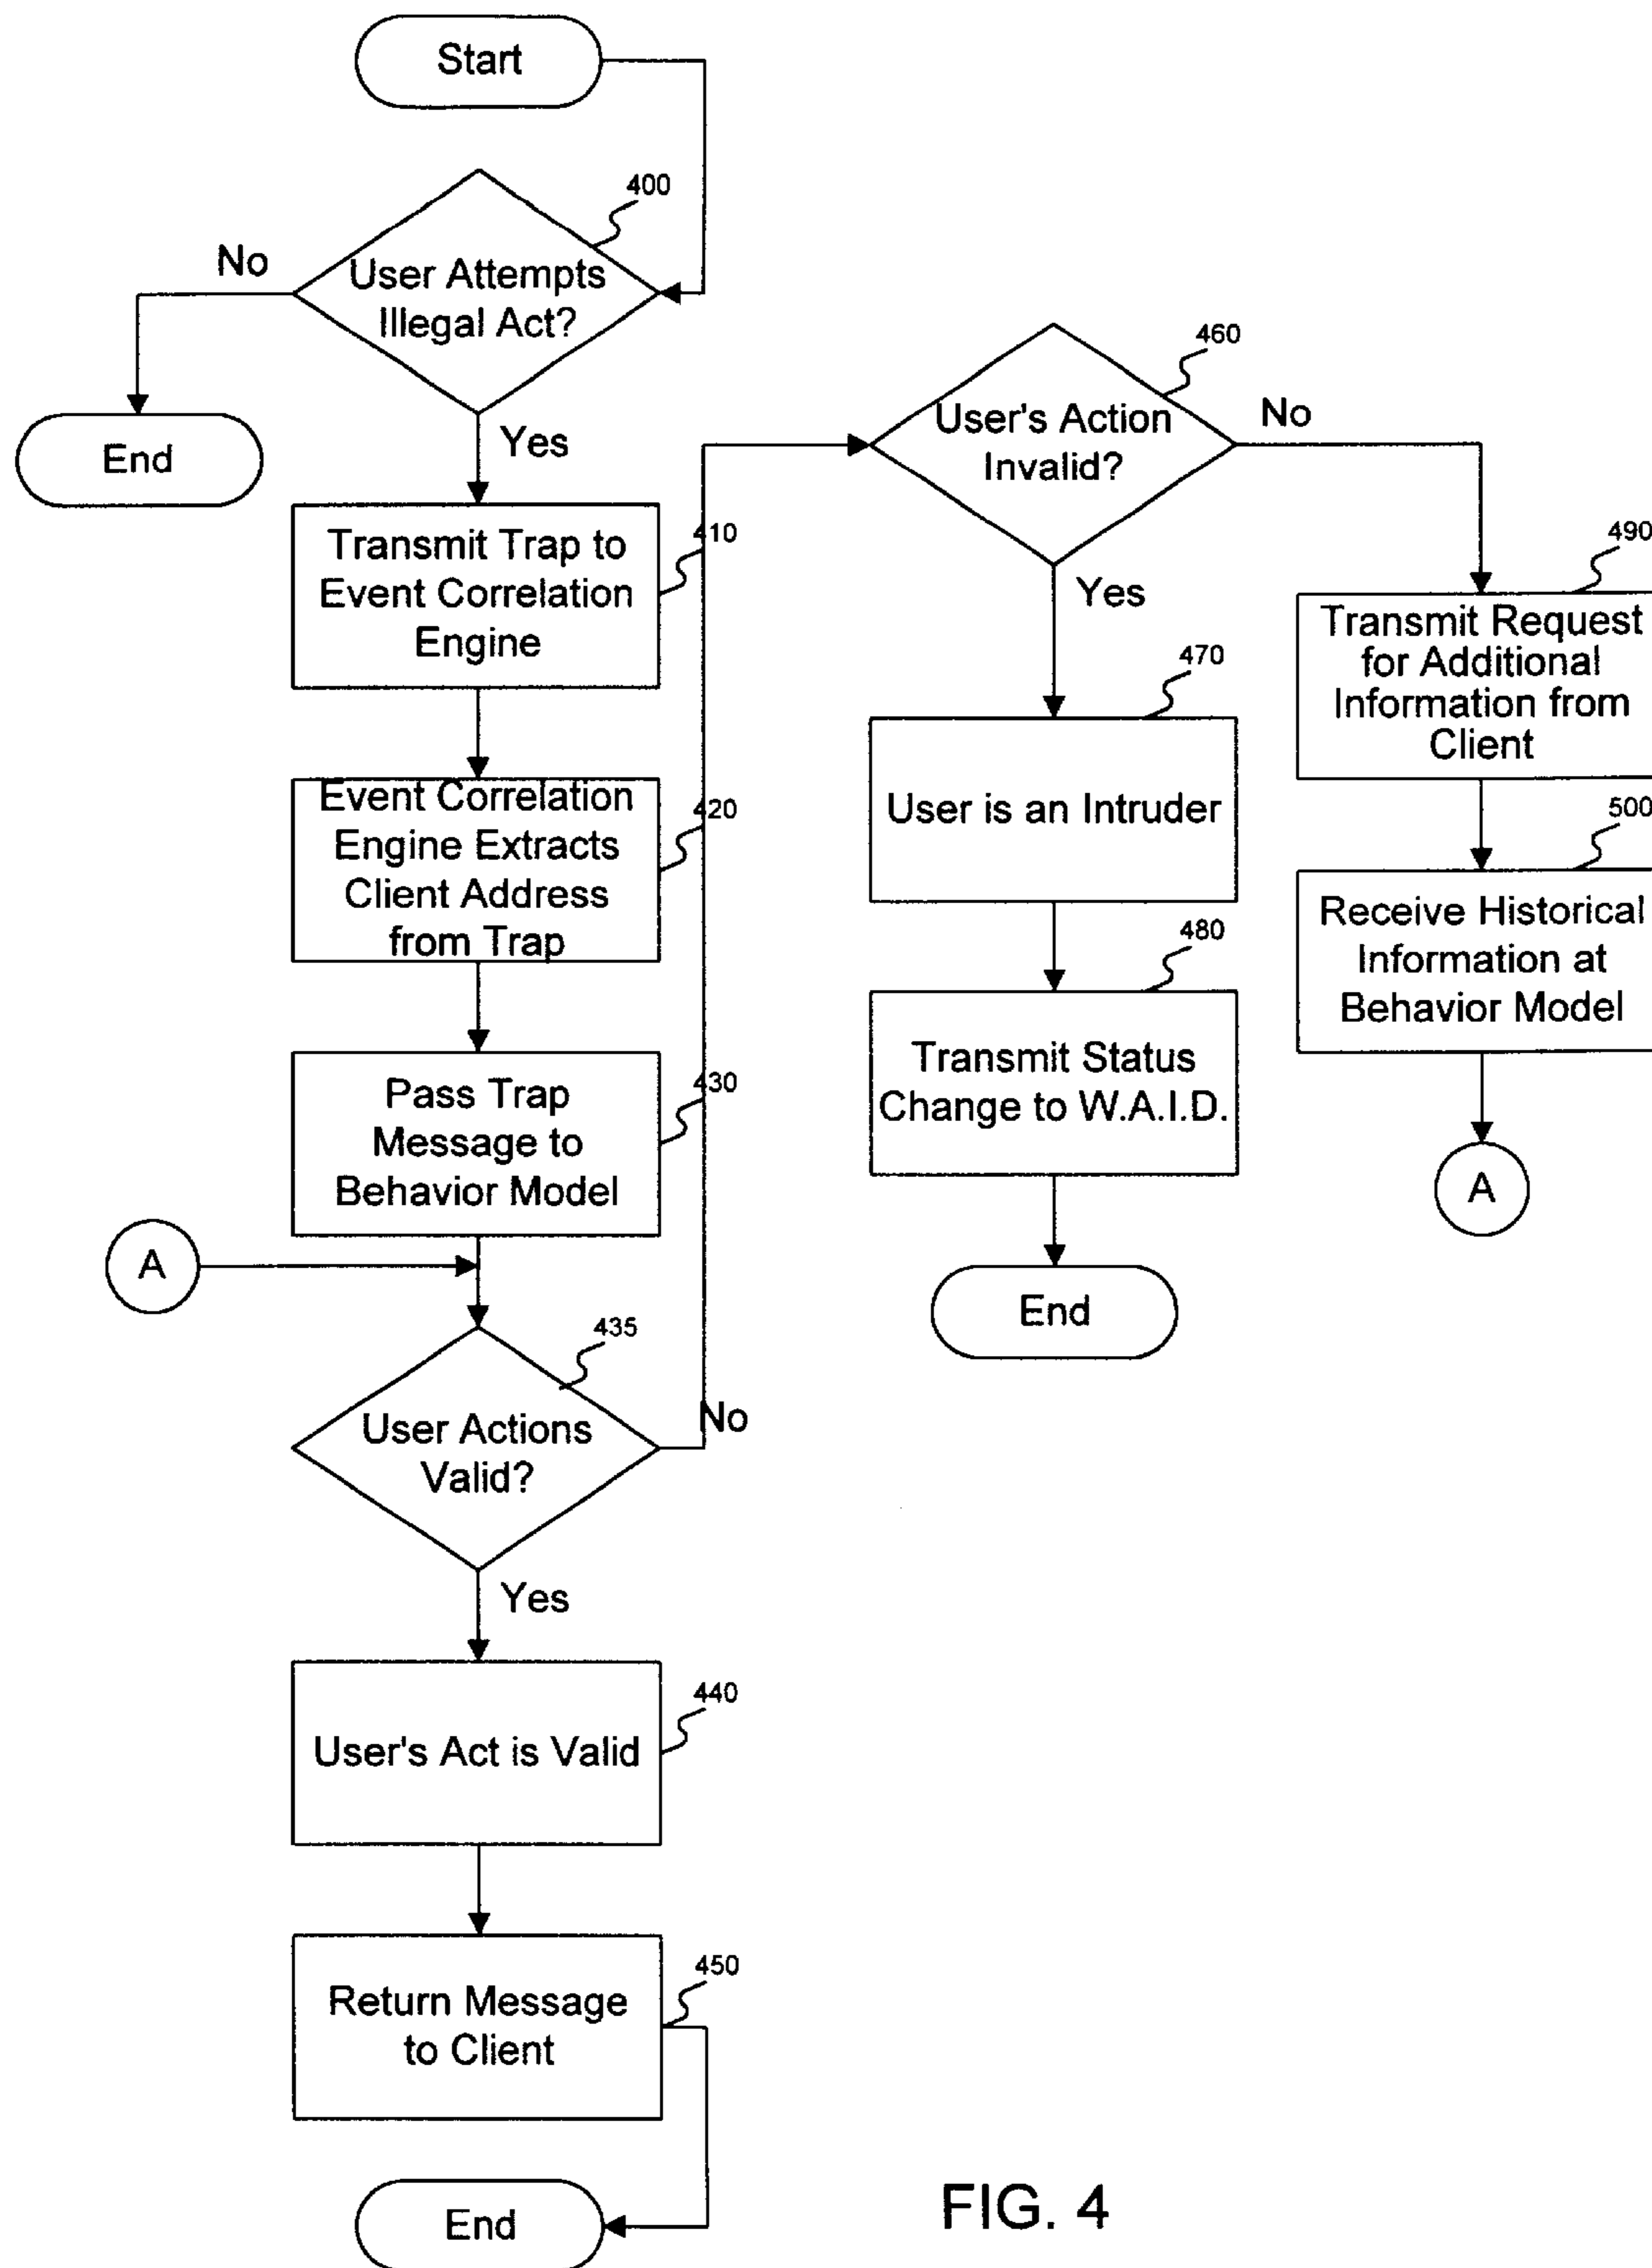 Start
400
User Attempts
Illegal Act?
No
End
Yes
Transmit Trap to
Event Correlation
Engine
410
Event Correlation
Engine Extracts
Client Address
from Trap
420
Pass Trap
Message to
Behavior Model
430
A
435
User Actions
Valid?
No
Yes
User's Act is Valid
440
Return Message
to Client
450
End
460
User's Action
Invalid?
No
Yes
470
User is an Intruder
480
Transmit Status
Change to W.A.I.D.
End
490
Transmit Request
for Additional
Information from
Client
500
Receive Historical
Information at
Behavior Model
A
FIG. 4